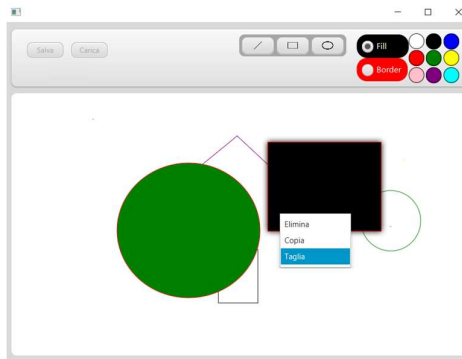 Salva
Carica
Fill
Border
Elimina
Copia
Taglia